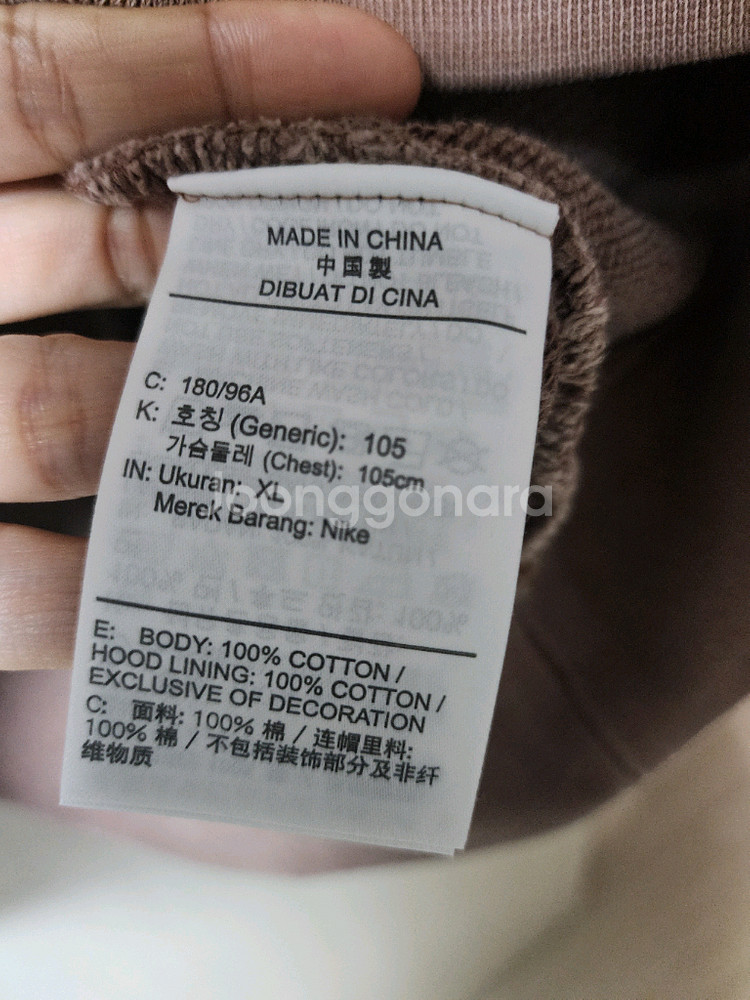 MADE IN CHINA
中国製
DIBUAT DI CINA
C: 180/96A
K: 호칭 (Generic): 105
가슴둘레 (Chest): 105cm
IN: Ukuran: XL
Merek Barang: Nike
joonggonara
E: BODY: 100% COTTON /
HOOD LINING: 100% COTTON /
EXCLUSIVE OF DECORATION
C: 面料: 100% 棉 / 连帽里料:
100% 棉 / 不包括装饰部分及非纤
维物质